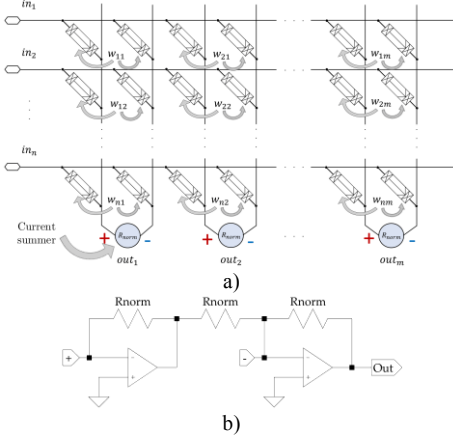 in₁
w₁₁ w₂₁ w₁ₘ
in₂
w₁₂ w₂₂ w₂ₘ
inₙ
wₙ₁ wₙ₂ wₙₘ
Current
summer
+ Rₙₒᵣₘ - + Rₙₒᵣₘ - + Rₙₒᵣₘ -
out₁ out₂ outₘ
a)
Rnorm Rnorm Rnorm
+ - + - - + Out
b)